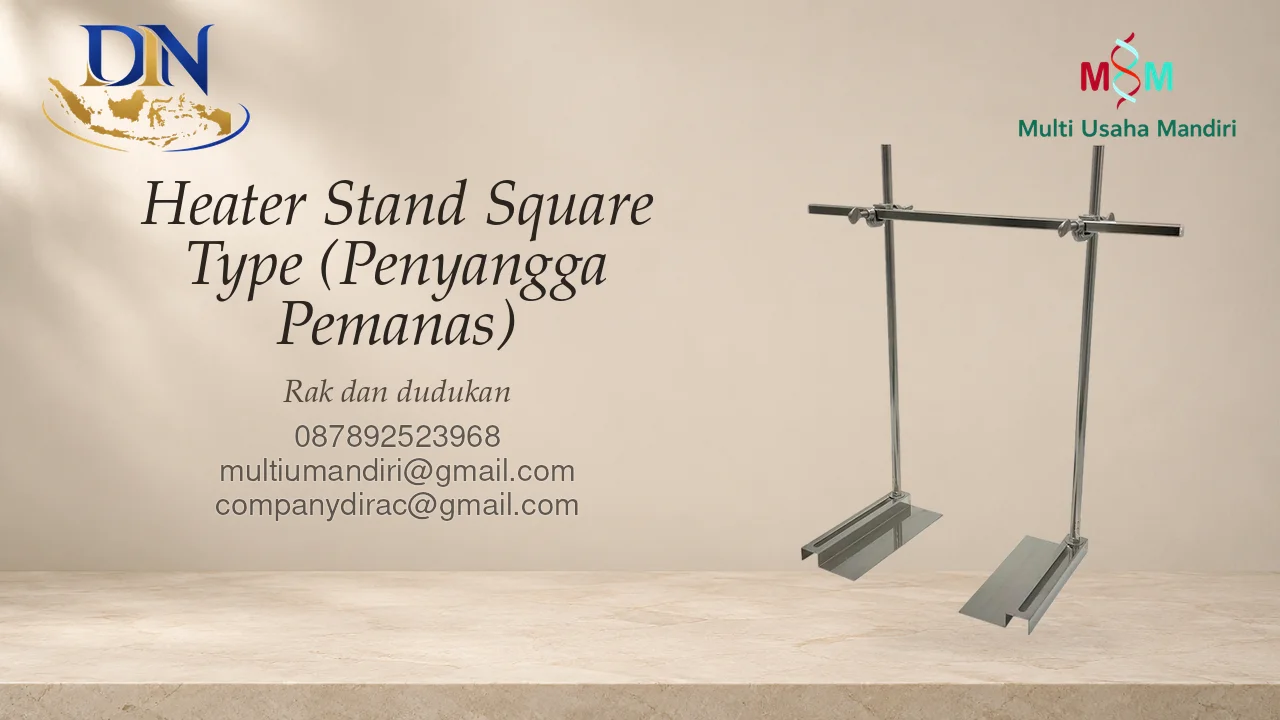 DN
M M
Multi Usaha Mandiri
Heater Stand Square
Type (Penyangga
Pemanas)
Rak dan dudukan
087892523968
multiumandiri@gmail.com
companydirac@gmail.com